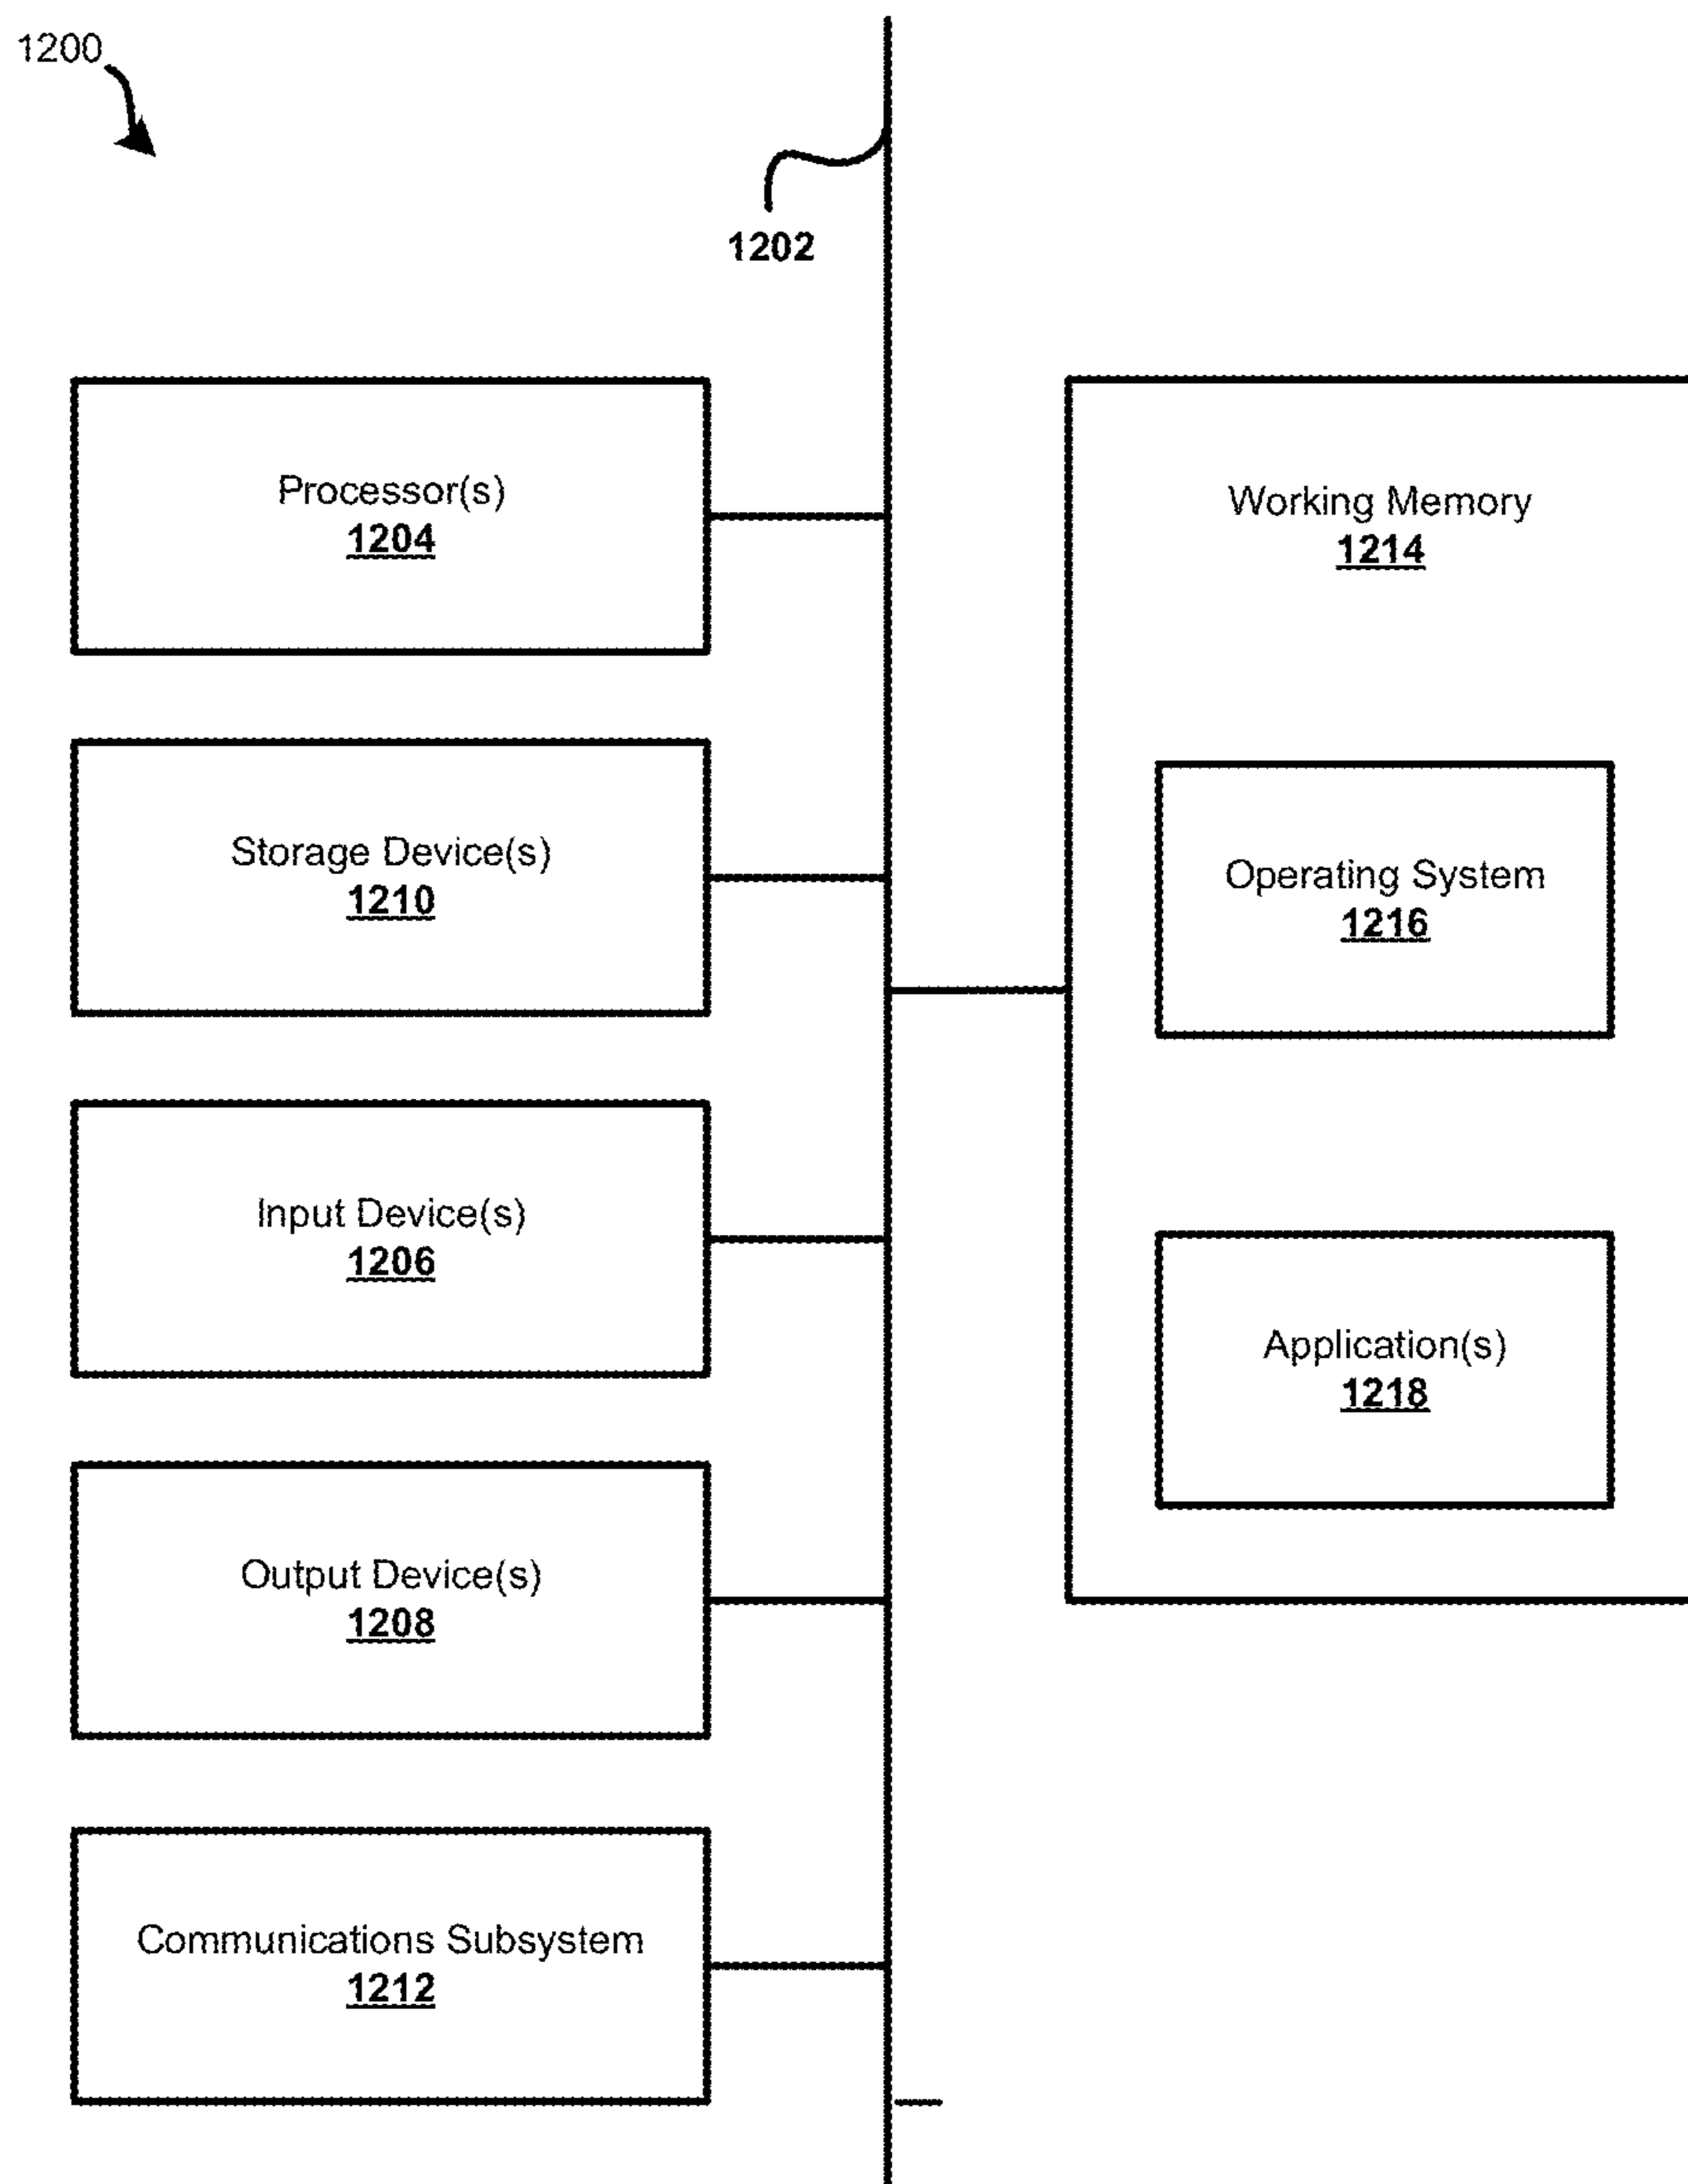 1200
1202
Processor(s)
1204
Storage Device(s)
1210
Input Device(s)
1206
Output Device(s)
1208
Communications Subsystem
1212
Working Memory
1214
Operating System
1216
Application(s)
1218